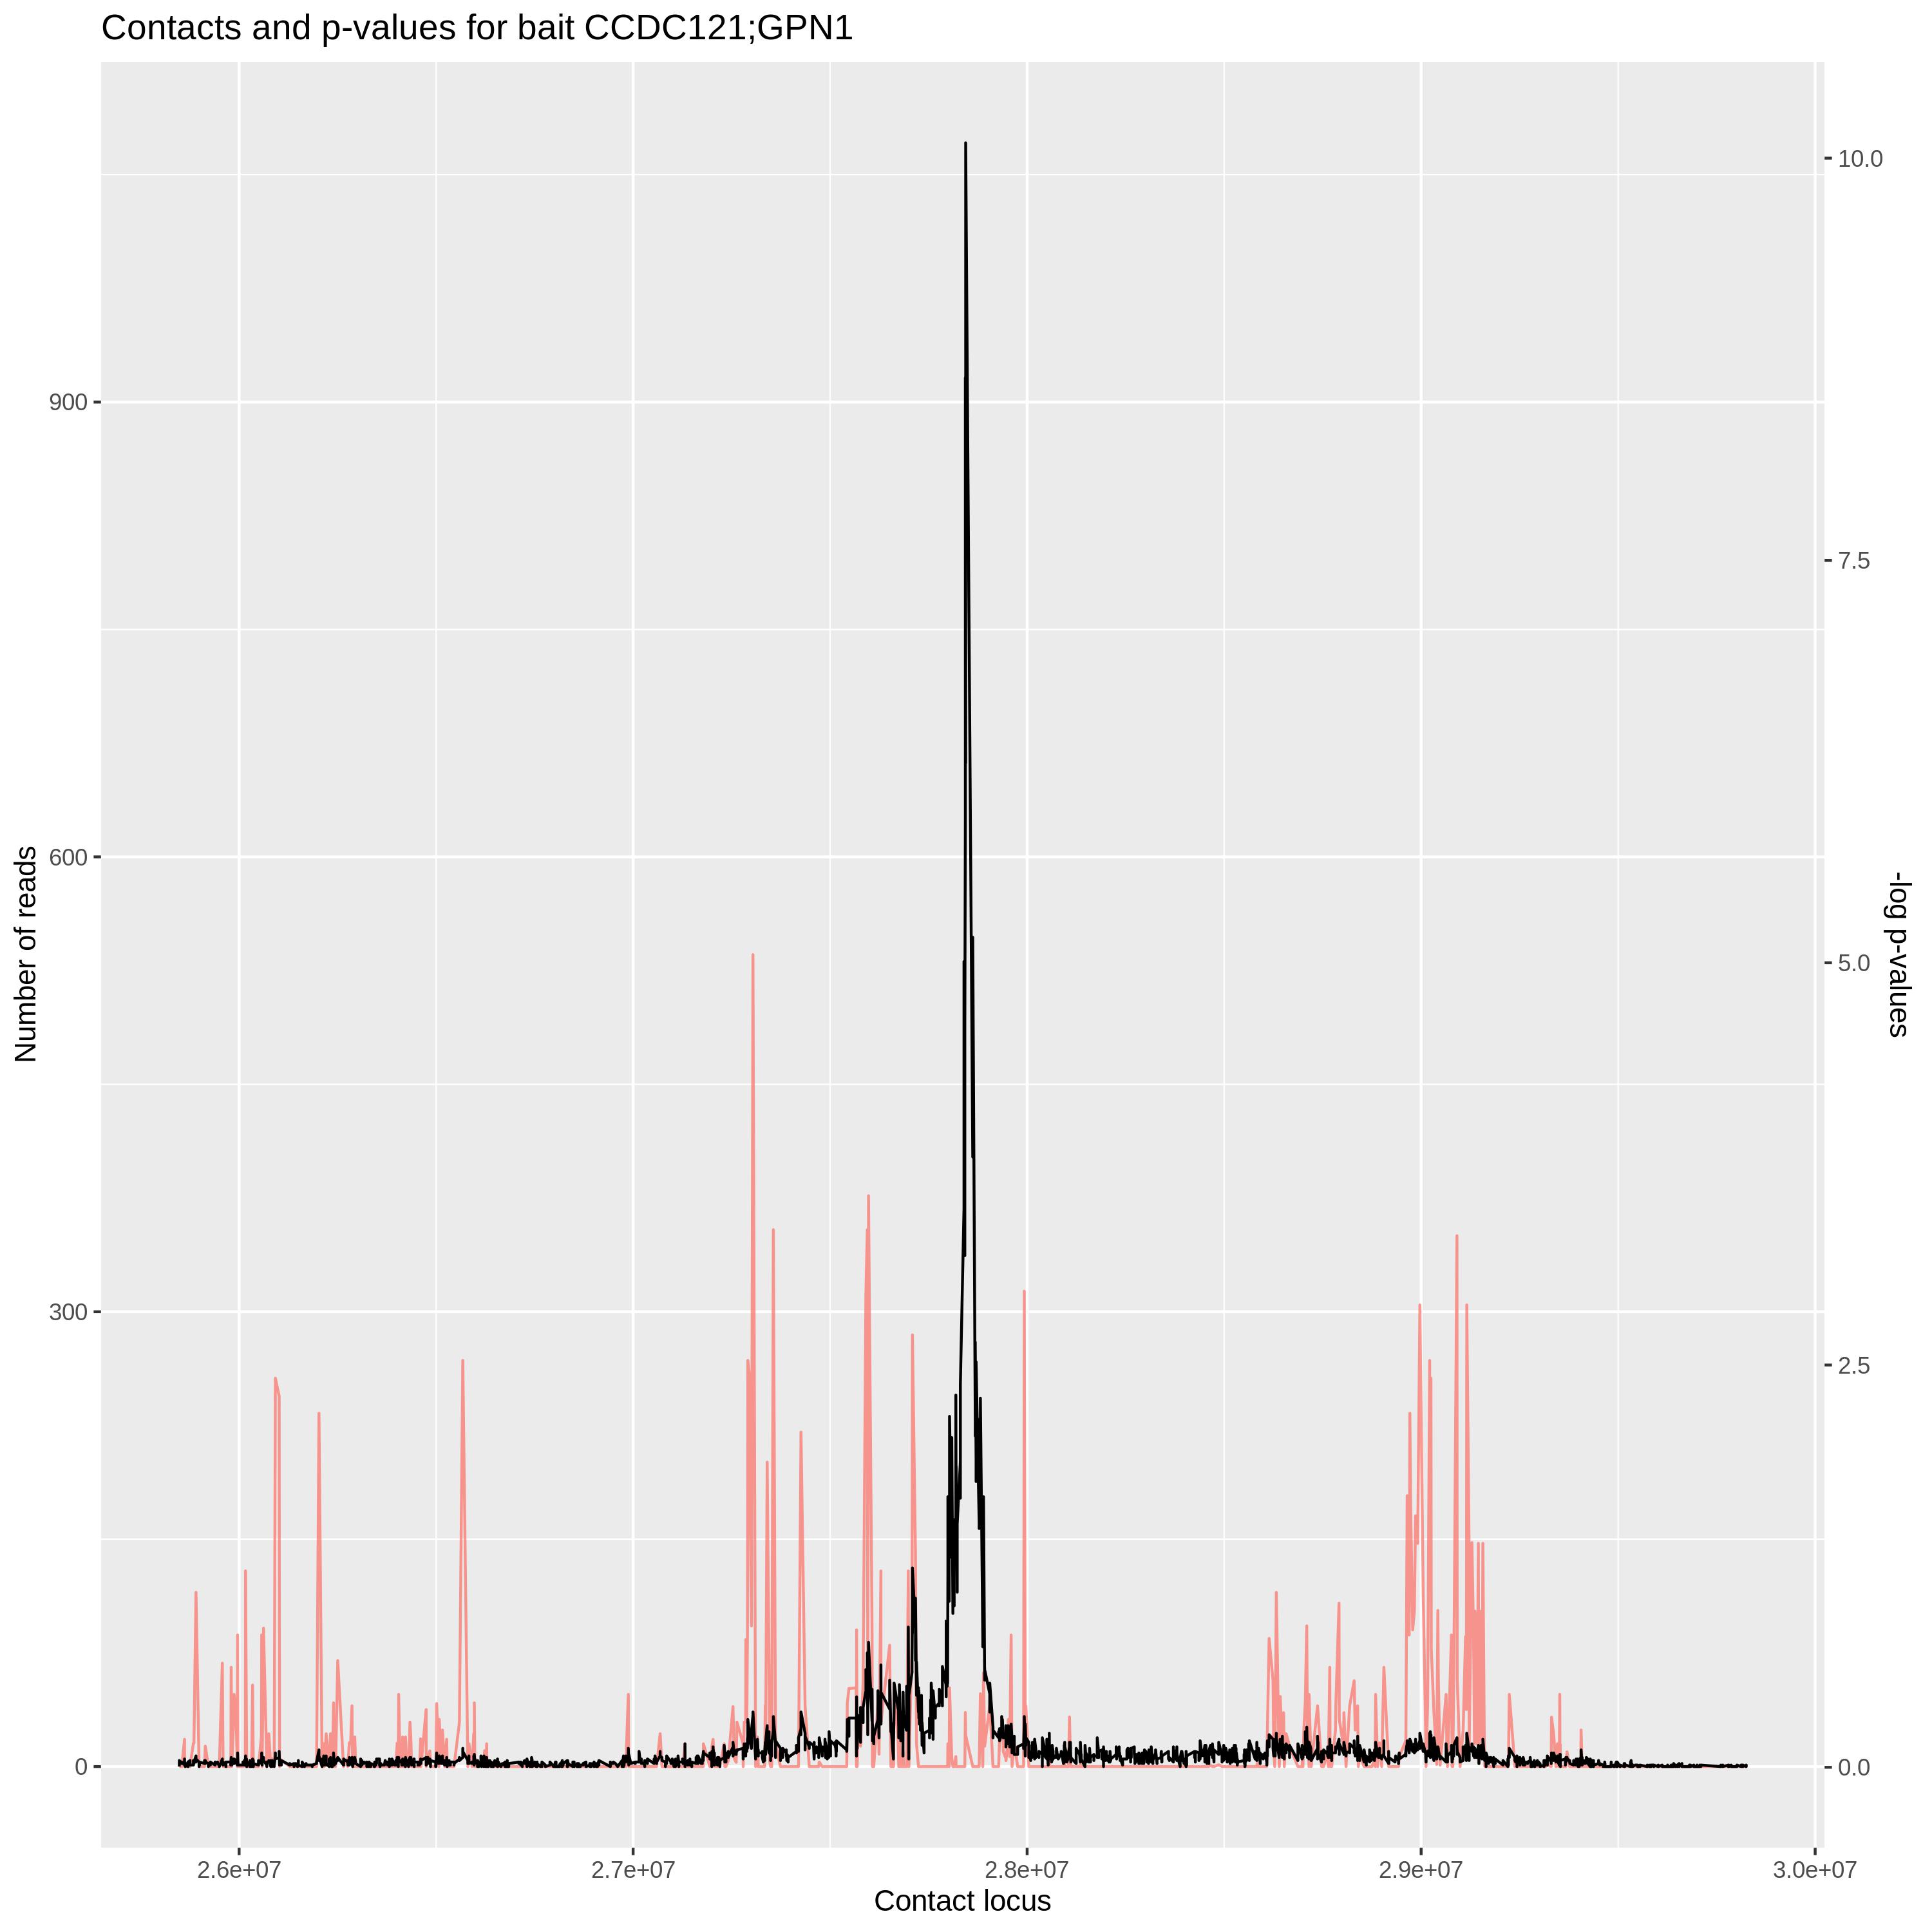 Contacts and p-values for bait CCDC121;GPN1
Number of reads
900
600
300
0
10.0
7.5
5.0
2.5
0.0
-log p-values
2.6e+07
2.7e+07
2.8e+07
2.9e+07
3.0e+07
Contact locus